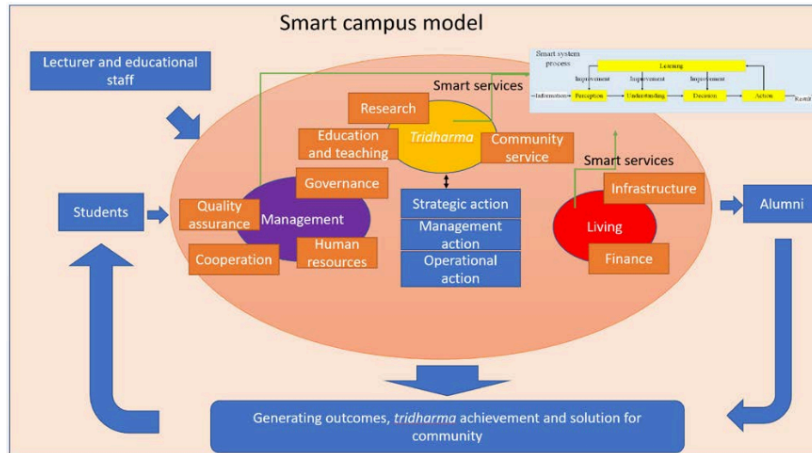 Smart campus model
Lecturer and educational
staff
Smart system
process
Learning
Improvement
Improvement
Improvement
Information
Perception
Understanding
Decision
Action
Smart services
Research
Tridharma
Education
and teaching
Community
service
Smart services
Governance
Infrastructure
Students
Quality
assurance
Management
Strategic action
Management
action
Operational
action
Living
Alumni
Cooperation
Human
resources
Finance
Generating outcomes, tridharma achievement and solution for
community